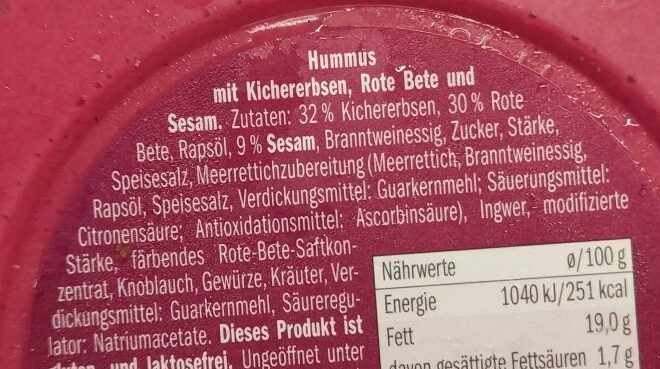 Hummus
mit Kichererbsen, Rote Bete und
Sesam. Zutaten: 32 % Kichererbsen, 30 % Rote
Bete, Rapsöl, 9 % Sesam, Branntweinessig, Zucker, Stärke,
Speisesalz, Meerrettichzubereitung (Meerrettich, Branntweinessig,
Rapsöl, Speisesalz, Verdickungsmittel: Guarkernmehl; Säuerungsmittel:
Citronensäure; Antioxidationsmittel: Ascorbinsäure), Ingwer, modifizierte
Stärke, färbendes Rote-Bete-Saftkon-
zentrat, Knoblauch, Gewürze, Kräuter, Ver-
dickungsmittel: Guarkernmehl, Säureregu-
lator: Natriumacetate. Dieses Produkt ist
und laktosefrei. Ungeöffnet unter
Nährwerte ø/100 g
Energie 1040 kJ/251 kcal
Fett 19,0 g
davon gesättigte Fettsäuren 1,7 g